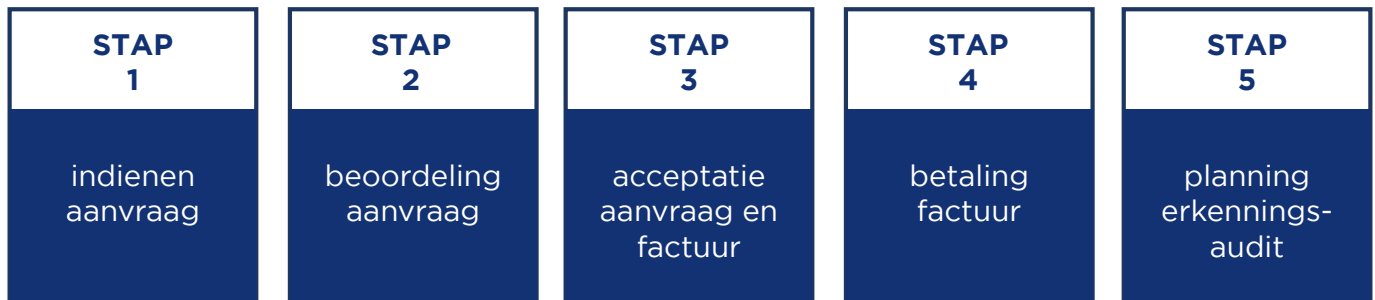 STAP
1
indienen
aanvraag
STAP
2
beoordeling
aanvraag
STAP
3
acceptatie
aanvraag en
factuur
STAP
4
betaling
factuur
STAP
5
planning
erkennings-
audit